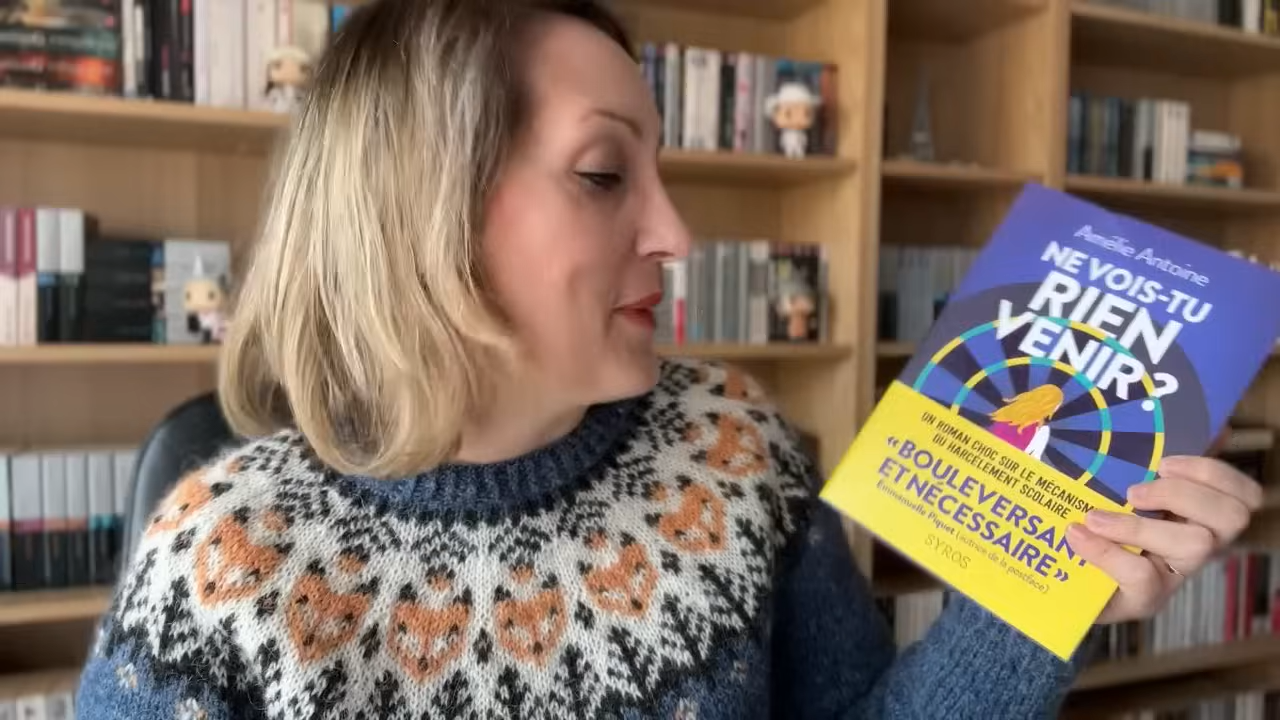 Amélie Antoine
NE VOIS-TU
RIEN
VENIR?
UN ROMAN CHOC SUR LE MÉCANISME
DU HARCÈLEMENT SCOLAIRE
« BOULEVERSANT
ET NÉCESSAIRE »
Emmanuelle Piquet (autrice de la postface)
SYROS